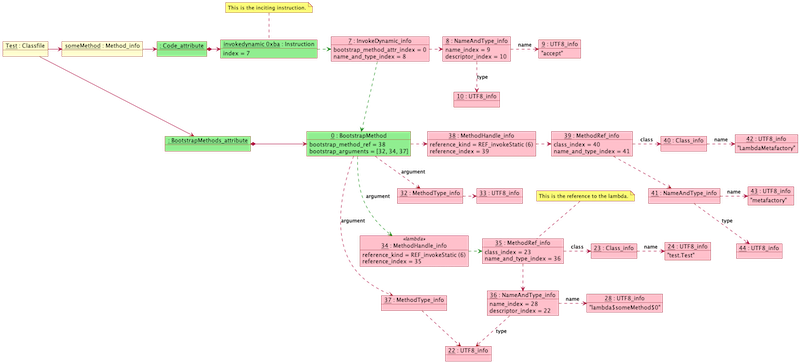 This is the inciting instruction.
Test : Classfile
someMethod : Method_info
: Code_attribute
invokedynamic 0xba : Instruction
index = 7
7 : InvokeDynamic_info
bootstrap_method_attr_index = 0
name_and_type_index = 8
8 : NameAndType_info
name_index = 9
descriptor_index = 10
name
9 : UTF8_info
"accept"
type
10 : UTF8_info
: BootstrapMethods_attribute
0 : BootstrapMethod
bootstrap_method_ref = 38
bootstrap_arguments = [32, 34, 37]
38 : MethodHandle_info
reference_kind = REF_invokeStatic (6)
reference_index = 39
39 : MethodRef_info
class_index = 40
name_and_type_index = 41
class
40 : Class_info
name
42 : UTF8_info
"LambdaMetafactory"
argument
32 : MethodType_info
33 : UTF8_info
41 : NameAndType_info
name
43 : UTF8_info
"metafactory"
type
44 : UTF8_info
argument
argument
This is the reference to the lambda.
«lambda»
34 : MethodHandle_info
reference_kind = REF_invokeStatic (6)
reference_index = 35
35 : MethodRef_info
class_index = 23
name_and_type_index = 36
class
23 : Class_info
name
24 : UTF8_info
"test.Test"
37 : MethodType_info
36 : NameAndType_info
name_index = 28
descriptor_index = 22
name
28 : UTF8_info
"lambda$someMethod$0"
type
22 : UTF8_info